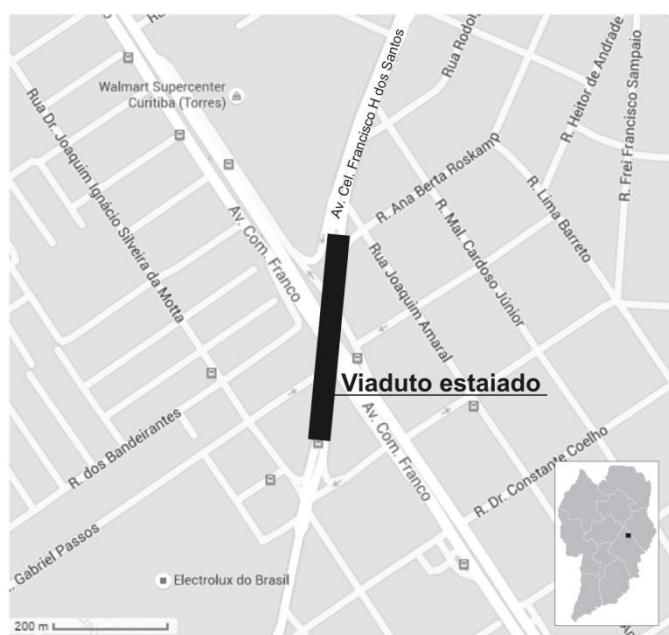 Walmart Supercenter
Curitiba (Torres)
Av. Cel. Francisco H dos Santos
R. Heitor de Andrade
R. Frei Francisco Sampaio
Rua Dr. Joaquim Ignácio Silveira da Motta
R. Ana Berta Roskamp
R. Lima Barreto
Av. Com. Franco
R. Mal. Cardoso Júnior
Rua Joaquim Amaral
Viaduto estaiado
Av. Com. Franco
R. dos Bandeirantes
R. Dr. Constante Coelho
Gabriel Passos
Electrolux do Brasil
200 m